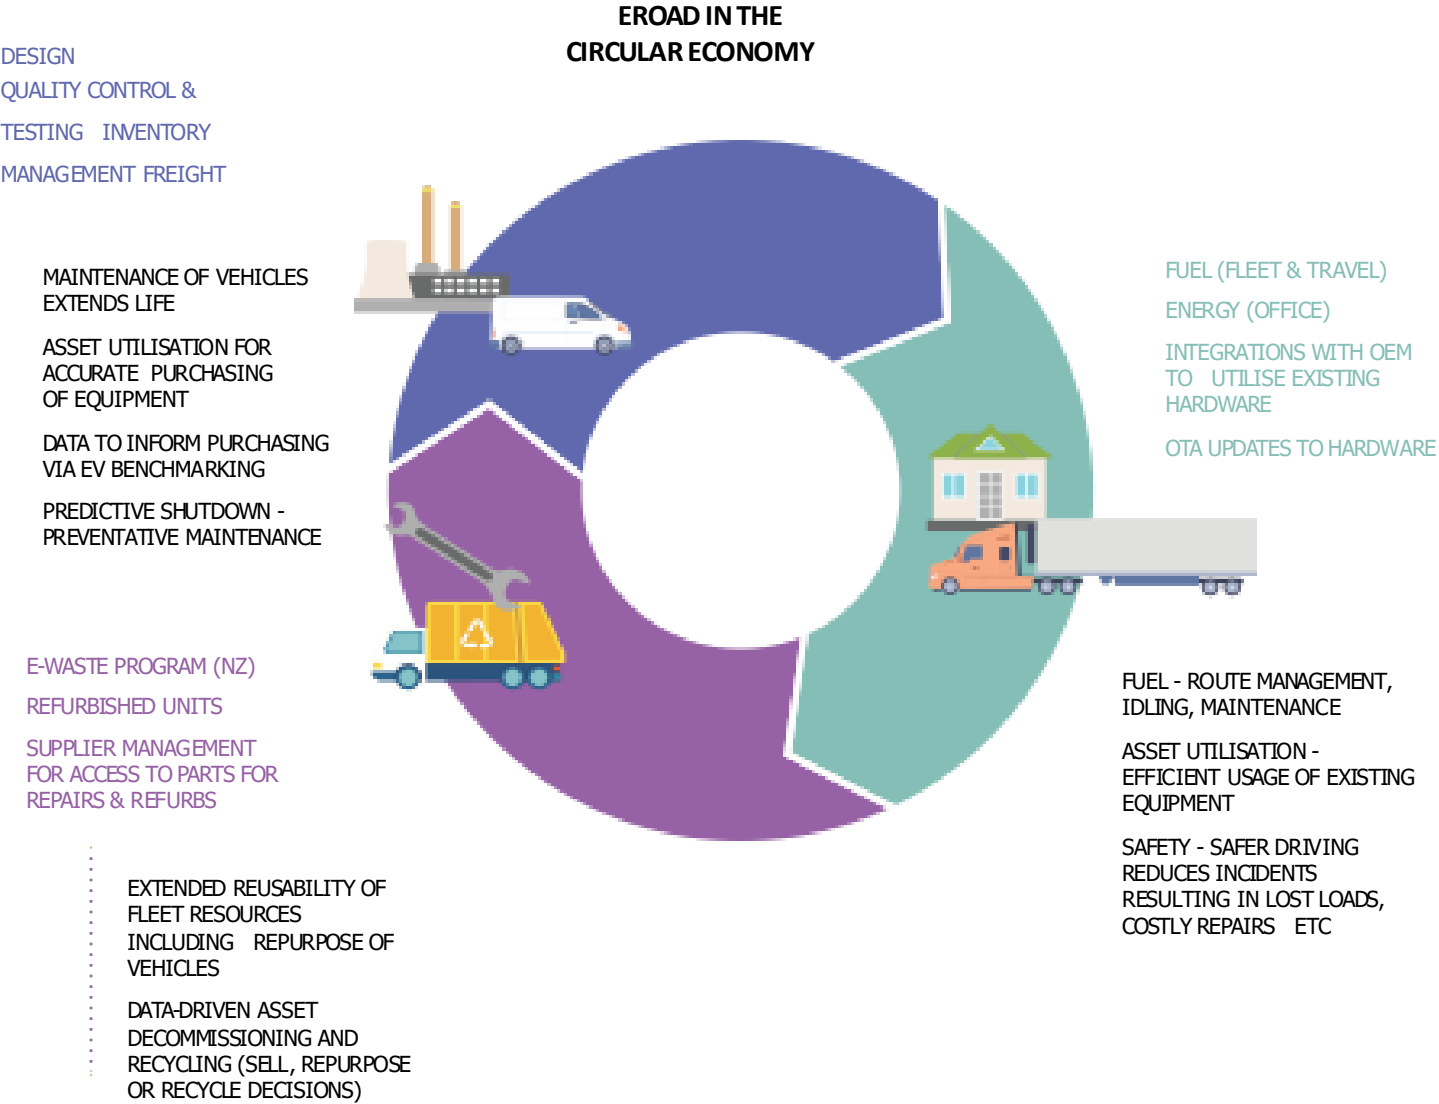 EROAD IN THE
CIRCULAR ECONOMY
DESIGN
QUALITY CONTROL &
TESTING INVENTORY
MANAGEMENT FREIGHT
MAINTENANCE OF VEHICLES
EXTENDS LIFE
ASSET UTILISATION FOR
ACCURATE PURCHASING
OF EQUIPMENT
DATA TO INFORM PURCHASING
VIA EV BENCHMARKING
PREDICTIVE SHUTDOWN -
PREVENTATIVE MAINTENANCE
FUEL (FLEET & TRAVEL)
ENERGY (OFFICE)
INTEGRATIONS WITH OEM
TO UTILISE EXISTING
HARDWARE
OTA UPDATES TO HARDWARE
FUEL - ROUTE MANAGEMENT,
IDLING, MAINTENANCE
ASSET UTILISATION -
EFFICIENT USAGE OF EXISTING
EQUIPMENT
SAFETY - SAFER DRIVING
REDUCES INCIDENTS
RESULTING IN LOST LOADS,
COSTLY REPAIRS ETC
E-WASTE PROGRAM (NZ)
REFURBISHED UNITS
SUPPLIER MANAGEMENT
FOR ACCESS TO PARTS FOR
REPAIRS & REFURBS
EXTENDED REUSABILITY OF
FLEET RESOURCES
INCLUDING REPURPOSE OF
VEHICLES
DATA-DRIVEN ASSET
DECOMMISSIONING AND
RECYCLING (SELL, REPURPOSE
OR RECYCLE DECISIONS)